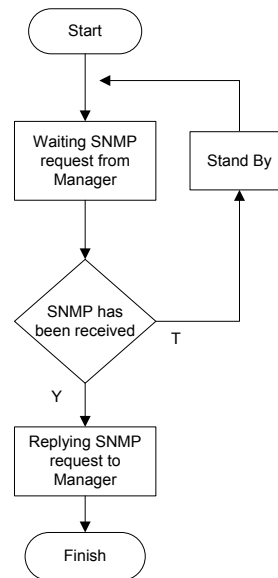 Start
Waiting SNMP
request from
Manager
Stand By
SNMP has
been received
T
Y
Replying SNMP
request to
Manager
Finish